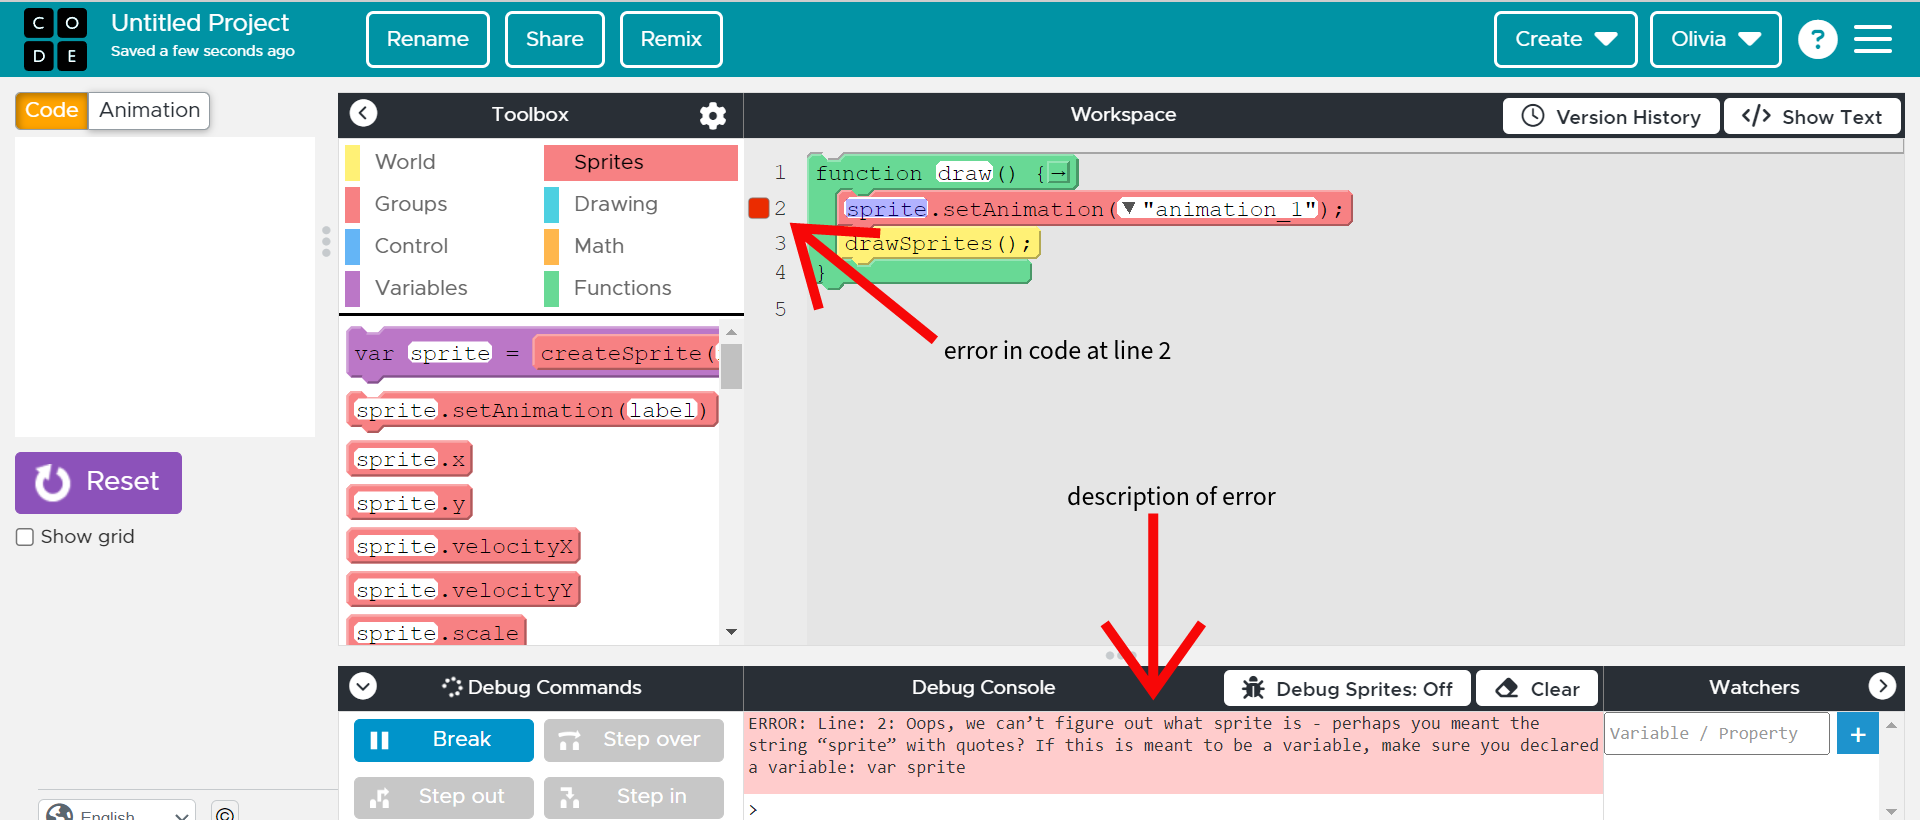 C O
D E
Untitled Project
Saved a few seconds ago
Rename
Share
Remix
Create
Olivia
?
Code
Animation
Toolbox
Workspace
Version History
</> Show Text
World
Sprites
Groups
Drawing
Control
Math
Variables
Functions
var sprite = createSprite(
sprite.setAnimation(label)
sprite.x
sprite.y
sprite.velocityX
sprite.velocityY
sprite.scale
1 function draw() {→
2 sprite.setAnimation(▼"animation_1");
3 drawSprites();
4 }
5
error in code at line 2
description of error
Reset
Show grid
Debug Commands
Debug Console
Debug Sprites: Off
Clear
Watchers
Break
Step over
Step out
Step in
ERROR: Line: 2: Oops, we can’t figure out what sprite is - perhaps you meant the
string “sprite” with quotes? If this is meant to be a variable, make sure you declared
a variable: var sprite
>
Variable / Property
+
English
©